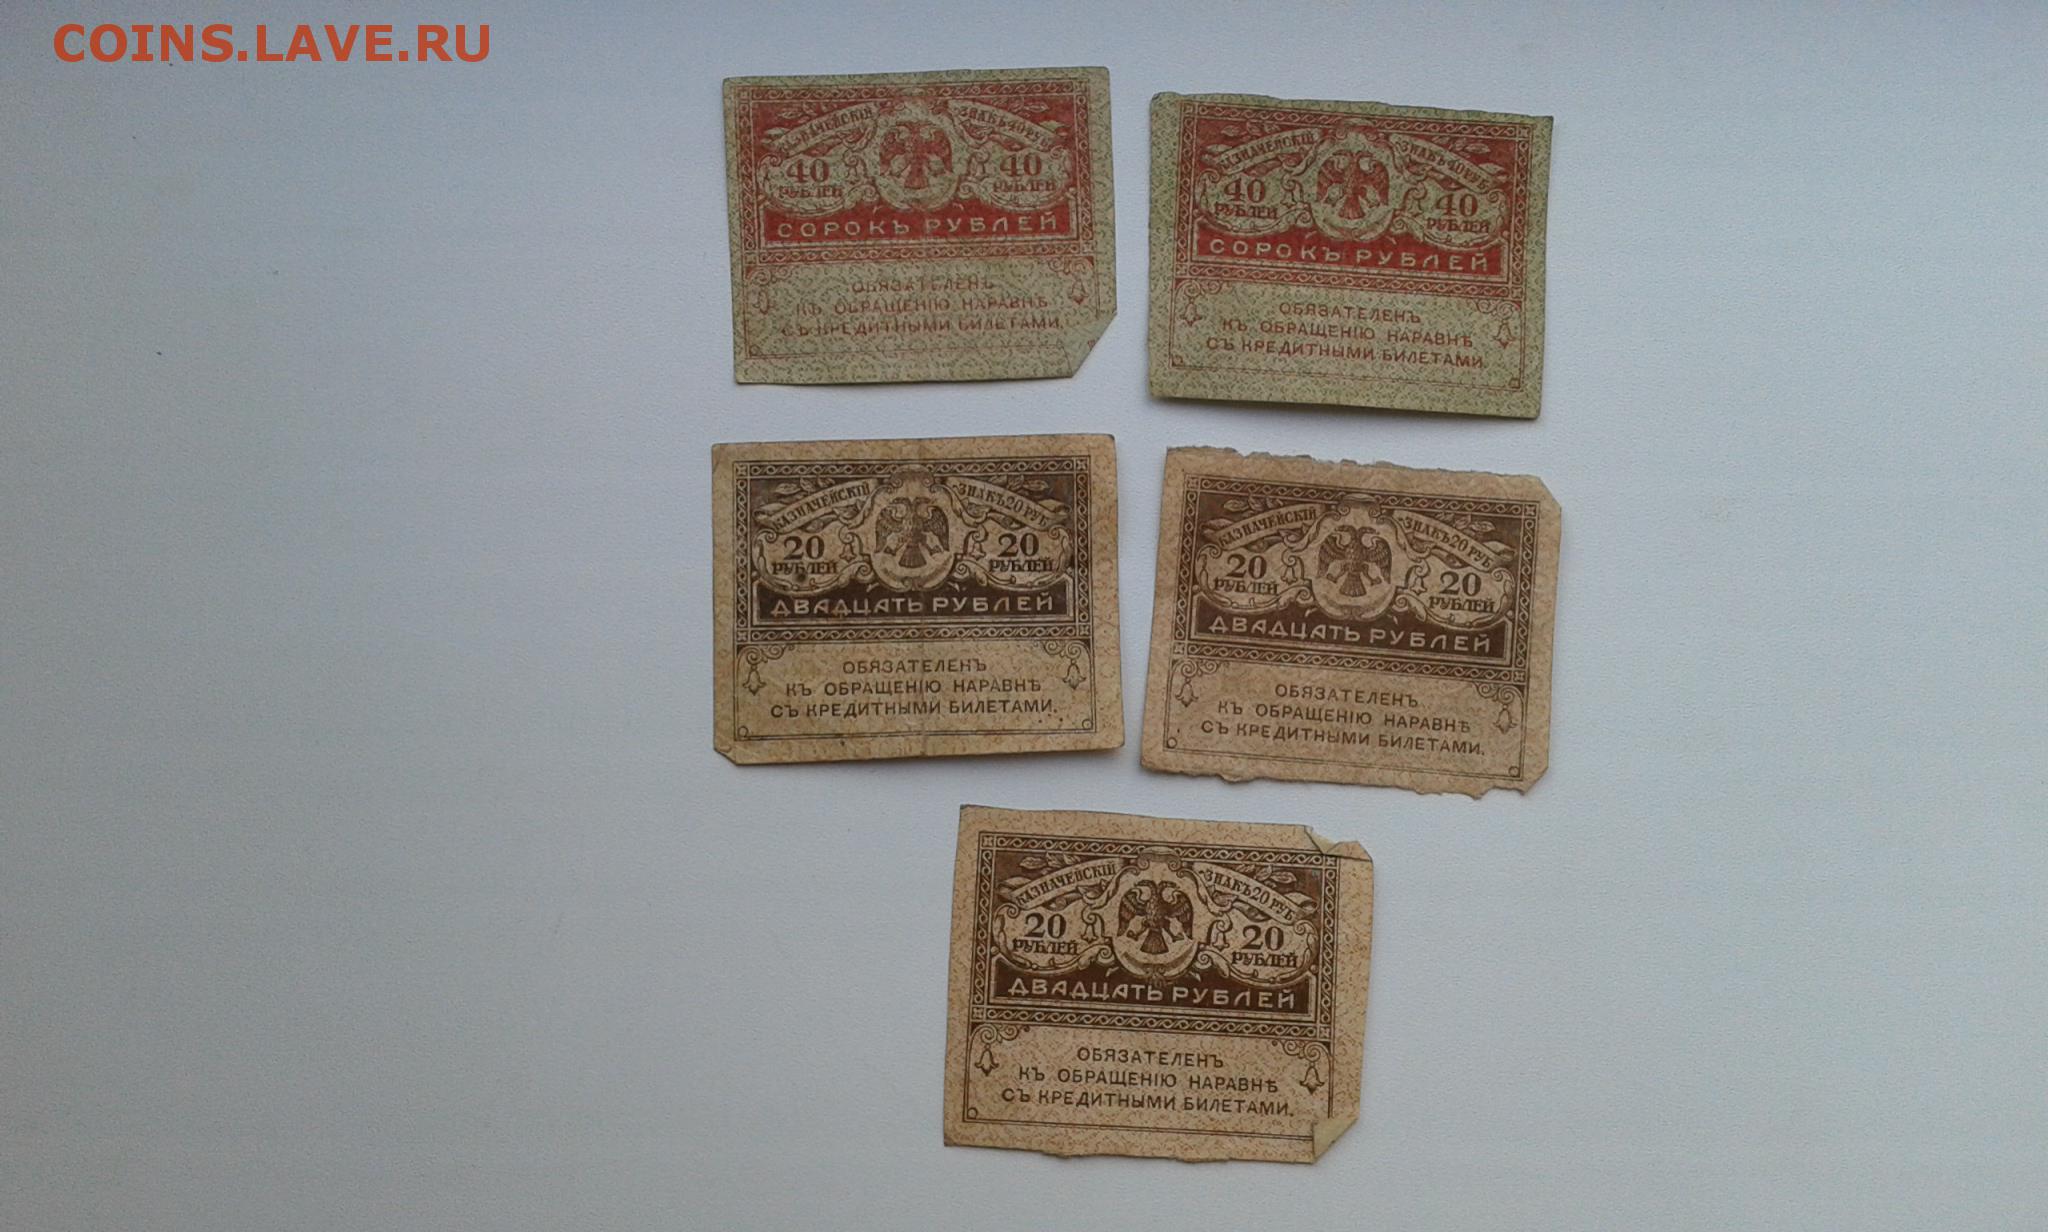 COINS.LAVE.RU
КАЗНАЧЕЙСКІЙ ЗНАКЪ 40 РУБ
40 РУБЛЕЙ 40 РУБЛЕЙ
СОРОКЪ РУБЛЕЙ
ОБЯЗАТЕЛЕНЪ
КЪ ОБРАЩЕНІЮ НАРАВНѢ
СЪ КРЕДИТНЫМИ БИЛЕТАМИ.
КАЗНАЧЕЙСКІЙ ЗНАКЪ 40 РУБ
40 РУБЛЕЙ 40 РУБЛЕЙ
СОРОКЪ РУБЛЕЙ
ОБЯЗАТЕЛЕНЪ
КЪ ОБРАЩЕНІЮ НАРАВНѢ
СЪ КРЕДИТНЫМИ БИЛЕТАМИ.
КАЗНАЧЕЙСКІЙ ЗНАКЪ 20 РУБ
20 РУБЛЕЙ 20 РУБЛЕЙ
ДВАДЦАТЬ РУБЛЕЙ
ОБЯЗАТЕЛЕНЪ
КЪ ОБРАЩЕНІЮ НАРАВНѢ
СЪ КРЕДИТНЫМИ БИЛЕТАМИ.
КАЗНАЧЕЙСКІЙ ЗНАКЪ 20 РУБ
20 РУБЛЕЙ 20 РУБЛЕЙ
ДВАДЦАТЬ РУБЛЕЙ
ОБЯЗАТЕЛЕНЪ
КЪ ОБРАЩЕНІЮ НАРАВНѢ
СЪ КРЕДИТНЫМИ БИЛЕТАМИ.
КАЗНАЧЕЙСКІЙ ЗНАКЪ 20 РУБ
20 РУБЛЕЙ 20 РУБЛЕЙ
ДВАДЦАТЬ РУБЛЕЙ
ОБЯЗАТЕЛЕНЪ
КЪ ОБРАЩЕНІЮ НАРАВНѢ
СЪ КРЕДИТНЫМИ БИЛЕТАМИ.